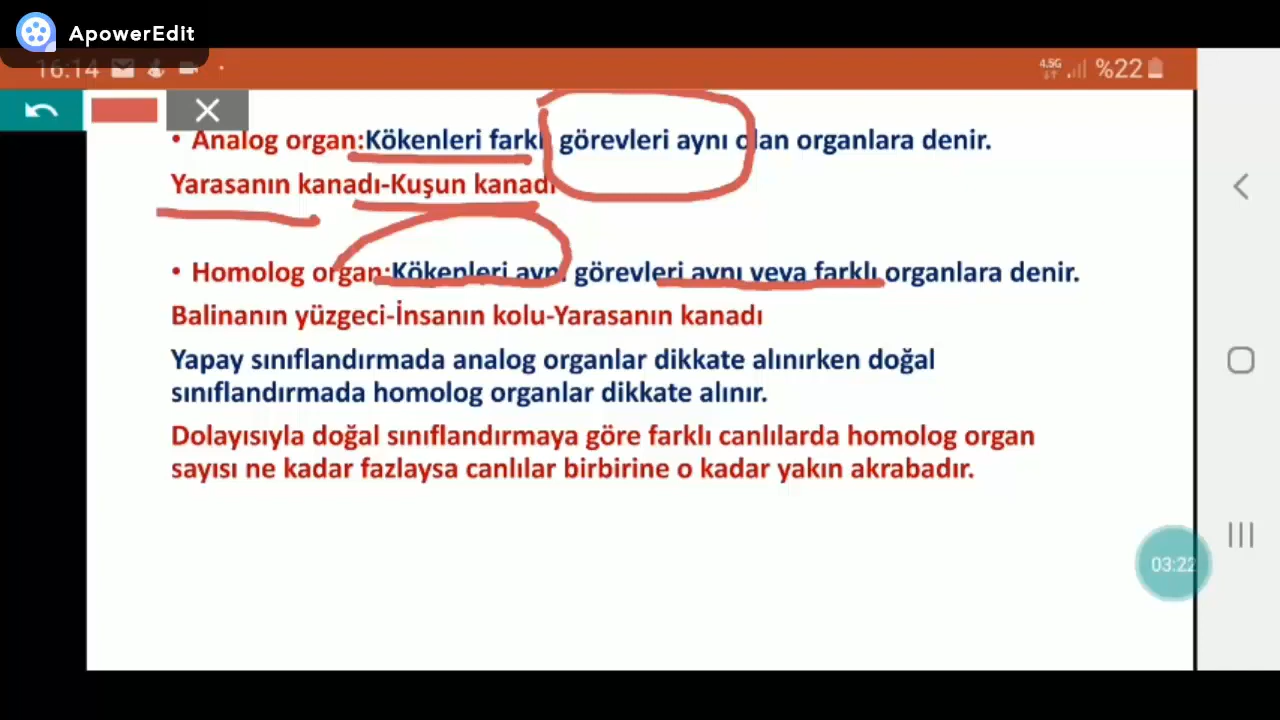 ApowerEdit
16:14
4.5G %22
• Analog organ:Kökenleri farklı görevleri aynı olan organlara denir.
Yarasanın kanadı-Kuşun kanadı
• Homolog organ:Kökenleri aynı görevleri aynı veya farklı organlara denir.
Balinanın yüzgeci-İnsanın kolu-Yarasanın kanadı
Yapay sınıflandırmada analog organlar dikkate alınırken doğal
sınıflandırmada homolog organlar dikkate alınır.
Dolayısıyla doğal sınıflandırmaya göre farklı canlılarda homolog organ
sayısı ne kadar fazlaysa canlılar birbirine o kadar yakın akrabadır.
03:22